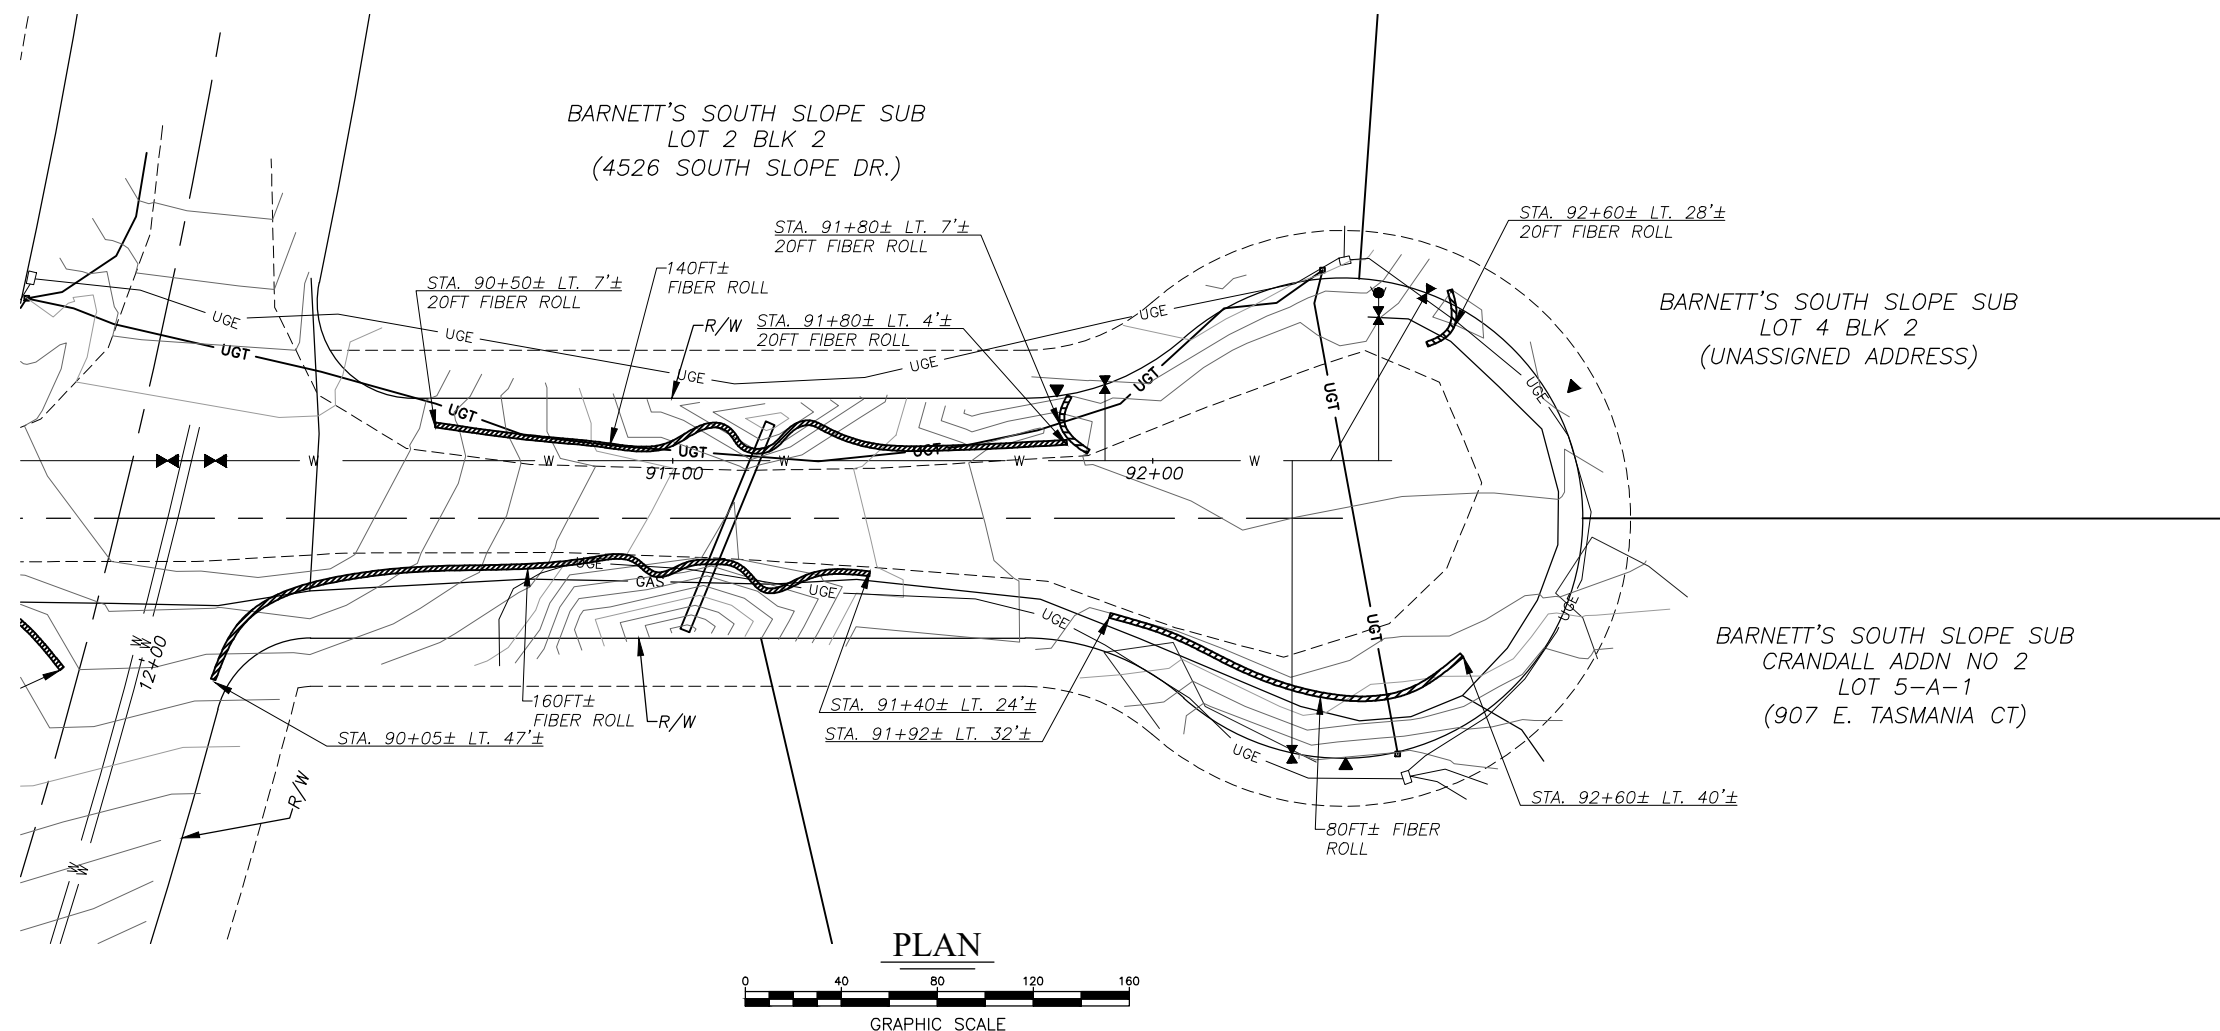 BARNETT'S SOUTH SLOPE SUB
LOT 2 BLK 2
(4526 SOUTH SLOPE DR.)
STA. 92+60± LT. 28'±
20FT FIBER ROLL
STA. 91+80± LT. 7'±
20FT FIBER ROLL
140FT±
FIBER ROLL
STA. 90+50± LT. 7'±
20FT FIBER ROLL
R/W
STA. 91+80± LT. 4'±
20FT FIBER ROLL
BARNETT'S SOUTH SLOPE SUB
LOT 4 BLK 2
(UNASSIGNED ADDRESS)
UGE
UGE
UGE
UGE
UGE
UGE
UGT
UGT
UGT
UGT
UGT
UGT
W
W
W
W
W
91+00
92+00
UGE
GAS
UGE
UGE
UGE
UGT
W
W
12+00
BARNETT'S SOUTH SLOPE SUB
CRANDALL ADDN NO 2
LOT 5-A-1
(907 E. TASMANIA CT)
160FT±
FIBER ROLL
R/W
STA. 91+40± LT. 24'±
STA. 91+92± LT. 32'±
STA. 90+05± LT. 47'±
UGE
R/W
STA. 92+60± LT. 40'±
80FT± FIBER
ROLL
W
W
PLAN
0 40 80 120 160
GRAPHIC SCALE